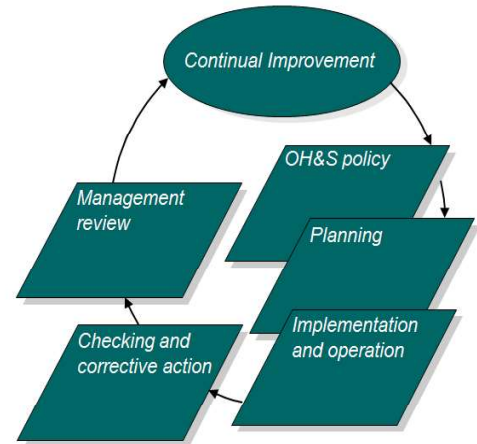 Continual Improvement
OH&S policy
Planning
Implementation
and operation
Checking and
corrective action
Management
review